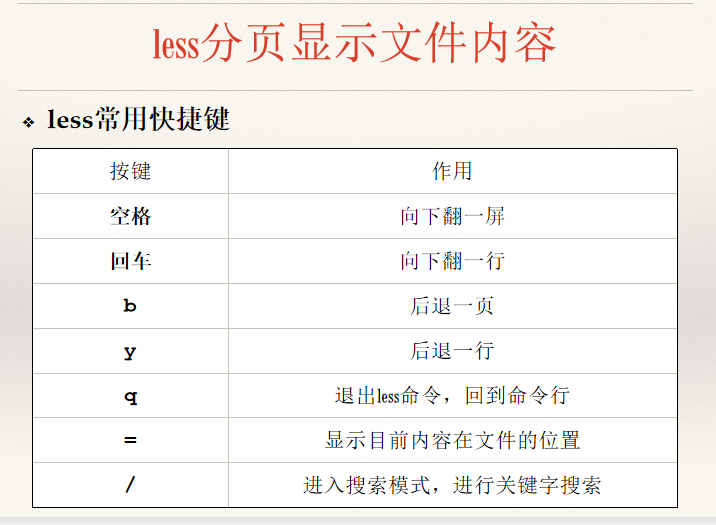 less分页显示文件内容
❖ less常用快捷键
按键 作用
空格 向下翻一屏
回车 向下翻一行
b 后退一页
y 后退一行
q 退出less命令，回到命令行
= 显示目前内容在文件的位置
/ 进入搜索模式，进行关键字搜索